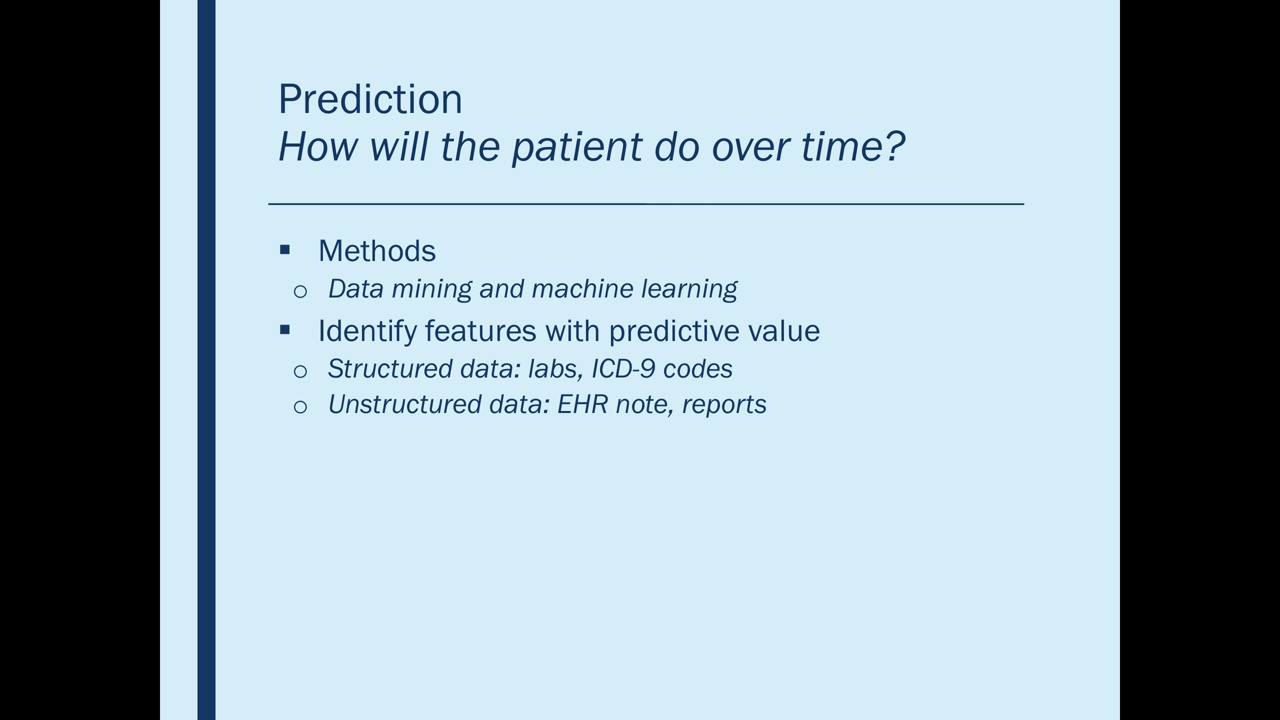 Prediction
How will the patient do over time?
▪ Methods
o Data mining and machine learning
▪ Identify features with predictive value
o Structured data: labs, ICD-9 codes
o Unstructured data: EHR note, reports